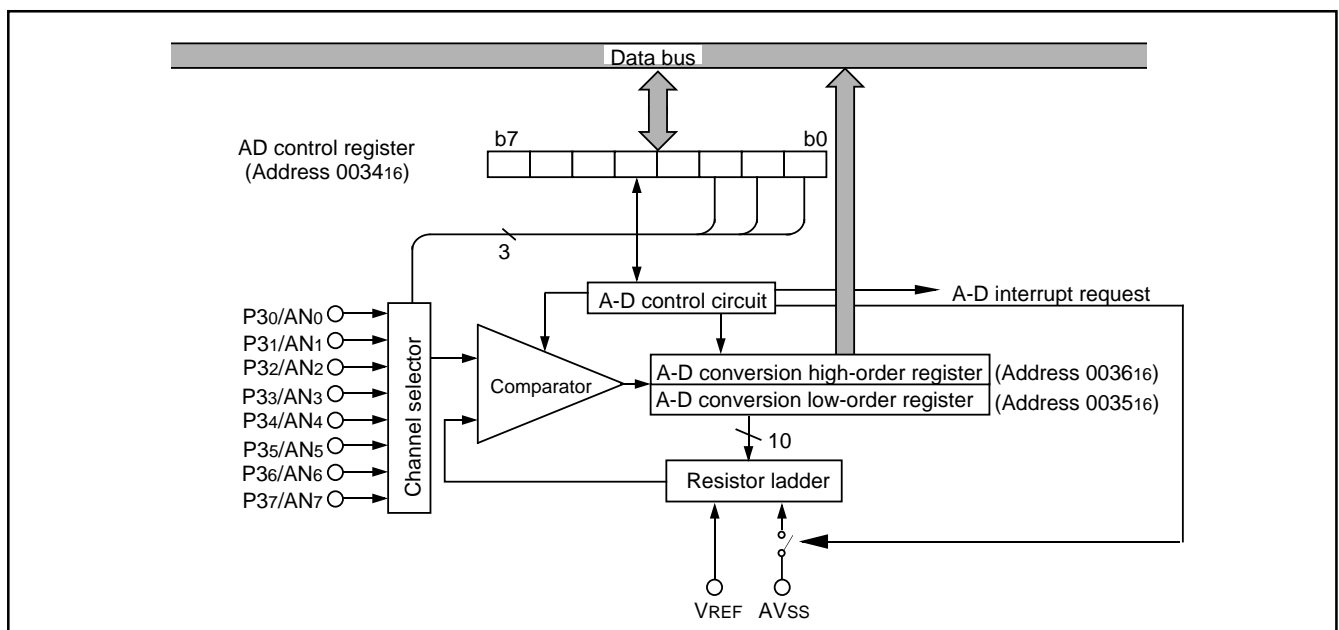 Data bus
b7 b0
AD control register
(Address 003416)
3
A-D control circuit
A-D interrupt request
P30/AN0
P31/AN1
P32/AN2
P33/AN3
P34/AN4
P35/AN5
P36/AN6
P37/AN7
Channel selector
Comparator
A-D conversion high-order register
(Address 003616)
A-D conversion low-order register
(Address 003516)
10
Resistor ladder
VREF AVSS